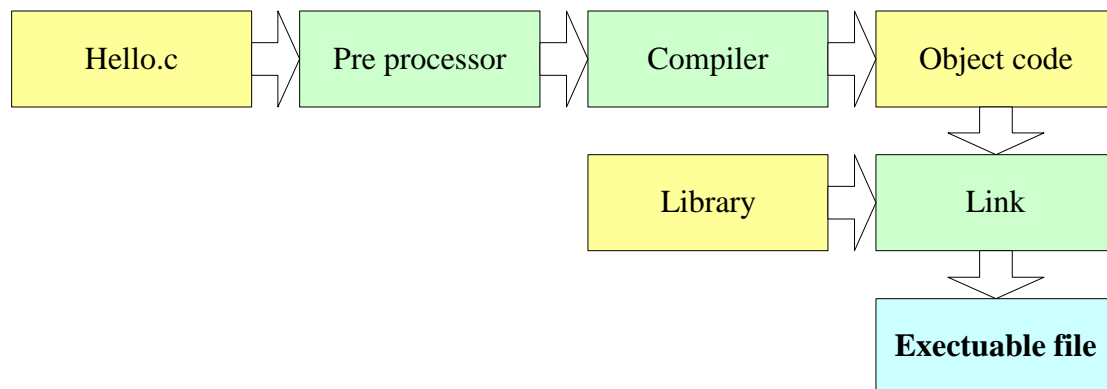 Hello.c
Pre processor
Compiler
Object code
Library
Link
Exectuable file